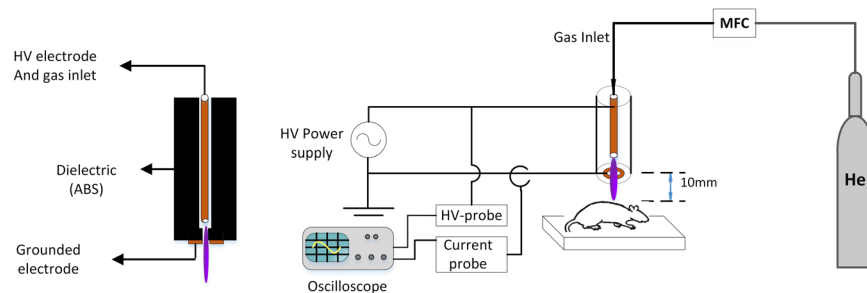 HV electrode
And gas inlet
Dielectric
(ABS)
Grounded
electrode
Gas Inlet
MFC
HV Power
supply
10mm
He
HV-probe
Current
probe
Oscilloscope